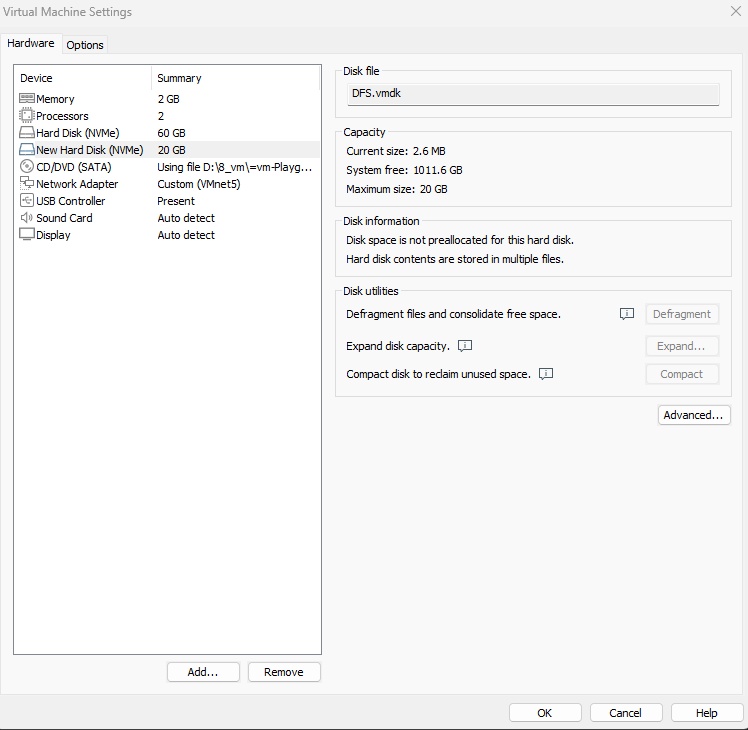 Virtual Machine Settings
Hardware Options
Device Summary
Memory 2 GB
Processors 2
Hard Disk (NVMe) 60 GB
New Hard Disk (NVMe) 20 GB
CD/DVD (SATA) Using file D:\8_vm\=vm-Playg...
Network Adapter Custom (VMnet5)
USB Controller Present
Sound Card Auto detect
Display Auto detect
Add... Remove
Disk file
DFS.vmdk
Capacity
Current size: 2.6 MB
System free: 1011.6 GB
Maximum size: 20 GB
Disk information
Disk space is not preallocated for this hard disk.
Hard disk contents are stored in multiple files.
Disk utilities
Defragment files and consolidate free space. Defragment
Expand disk capacity. Expand...
Compact disk to reclaim unused space. Compact
Advanced...
OK Cancel Help